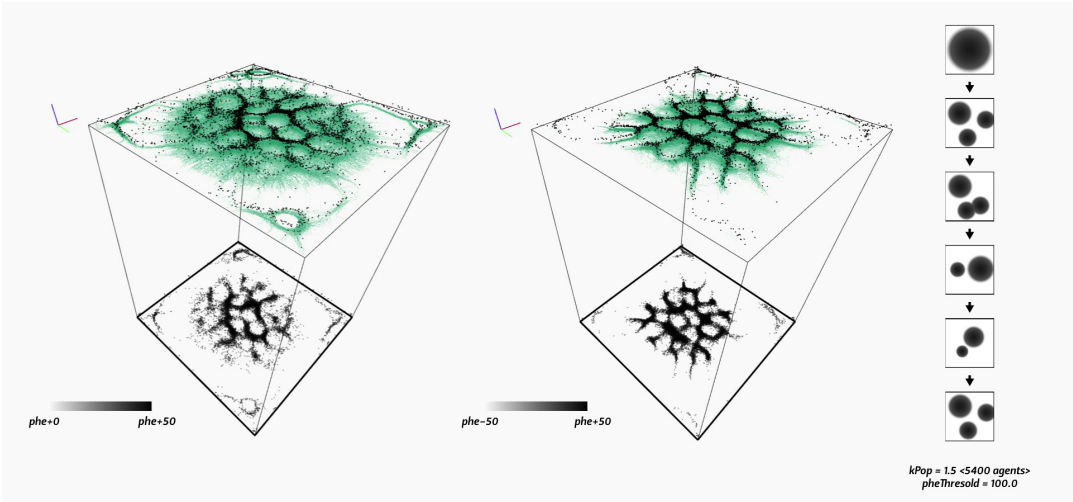 phe+0 phe+50
phe-50 phe+50
kPop = 1.5 <5400 agents>
pheThresold = 100.0